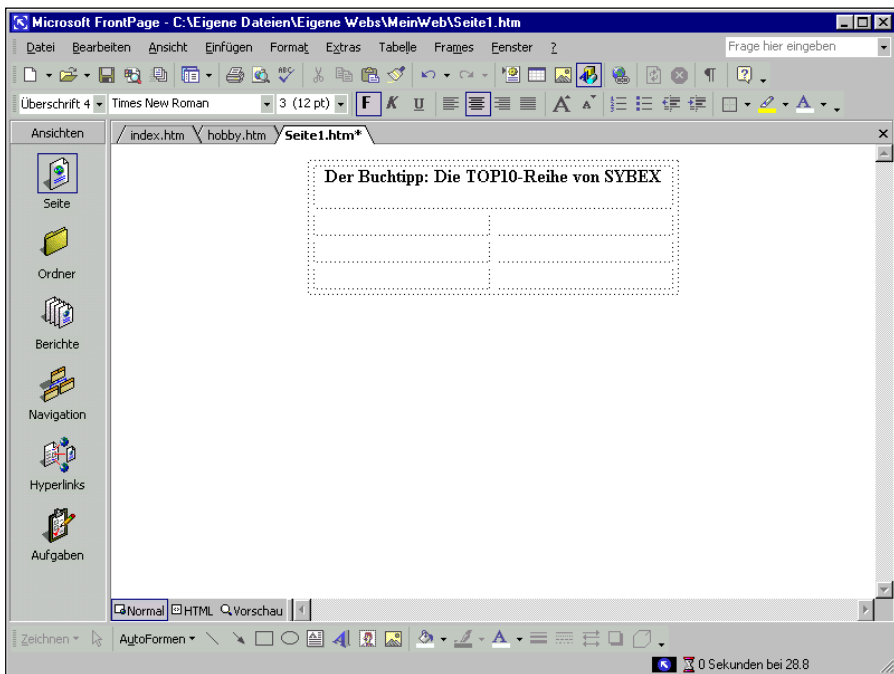 Microsoft FrontPage - C:\Eigene Dateien\Eigene Webs\MeinWeb\Seite1.htm
Datei Bearbeiten Ansicht Einfügen Format Extras Tabelle Frames Fenster ? Frage hier eingeben
Überschrift 4 Times New Roman 3 (12 pt) F K U A A A
Ansichten index.htm hobby.htm Seite1.htm*
Der Buchtipp: Die TOP10-Reihe von SYBEX
Seite
Ordner
Berichte
Navigation
Hyperlinks
Aufgaben
Normal HTML Vorschau
Zeichnen AutoFormen A A
0 Sekunden bei 28.8